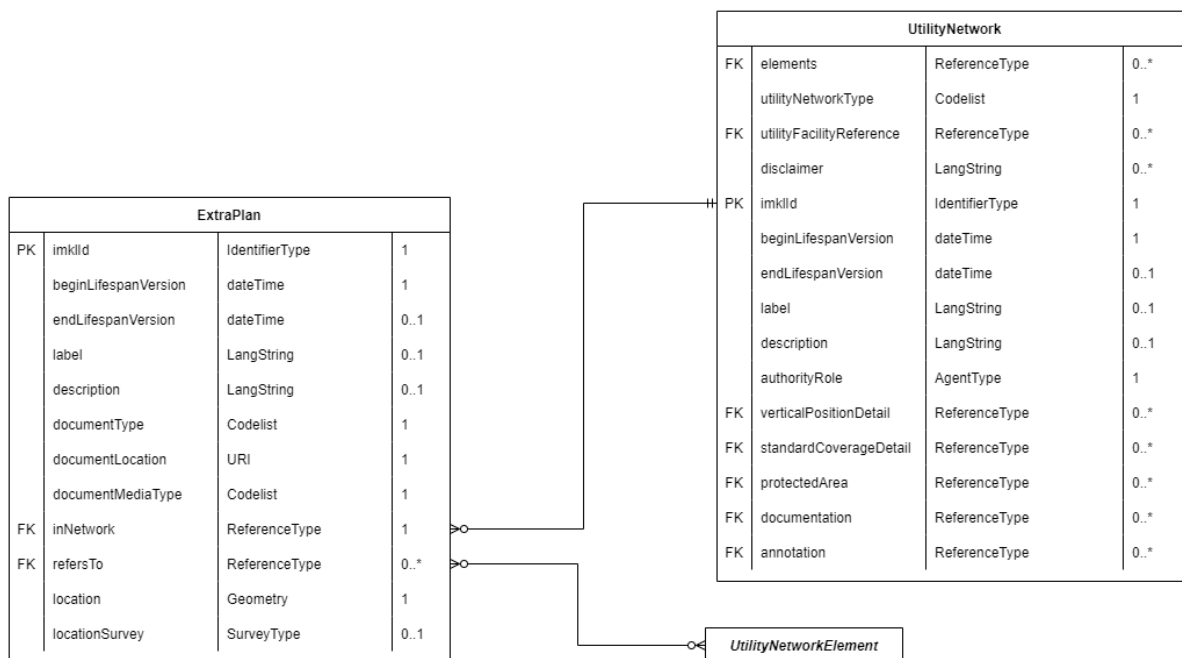 UtilityNetwork
FK elements ReferenceType 0..*
utilityNetworkType Codelist 1
FK utilityFacilityReference ReferenceType 0..*
disclaimer LangString 0..*
PK imklId IdentifierType 1
beginLifespanVersion dateTime 1
endLifespanVersion dateTime 0..1
label LangString 0..1
description LangString 0..1
authorityRole AgentType 1
FK verticalPositionDetail ReferenceType 0..*
FK standardCoverageDetail ReferenceType 0..*
FK protectedArea ReferenceType 0..*
FK documentation ReferenceType 0..*
FK annotation ReferenceType 0..*
ExtraPlan
PK imklId IdentifierType 1
beginLifespanVersion dateTime 1
endLifespanVersion dateTime 0..1
label LangString 0..1
description LangString 0..1
documentType Codelist 1
documentLocation URI 1
documentMediaType Codelist 1
FK inNetwork ReferenceType 1
FK refersTo ReferenceType 0..*
location Geometry 1
locationSurvey SurveyType 0..1
UtilityNetworkElement